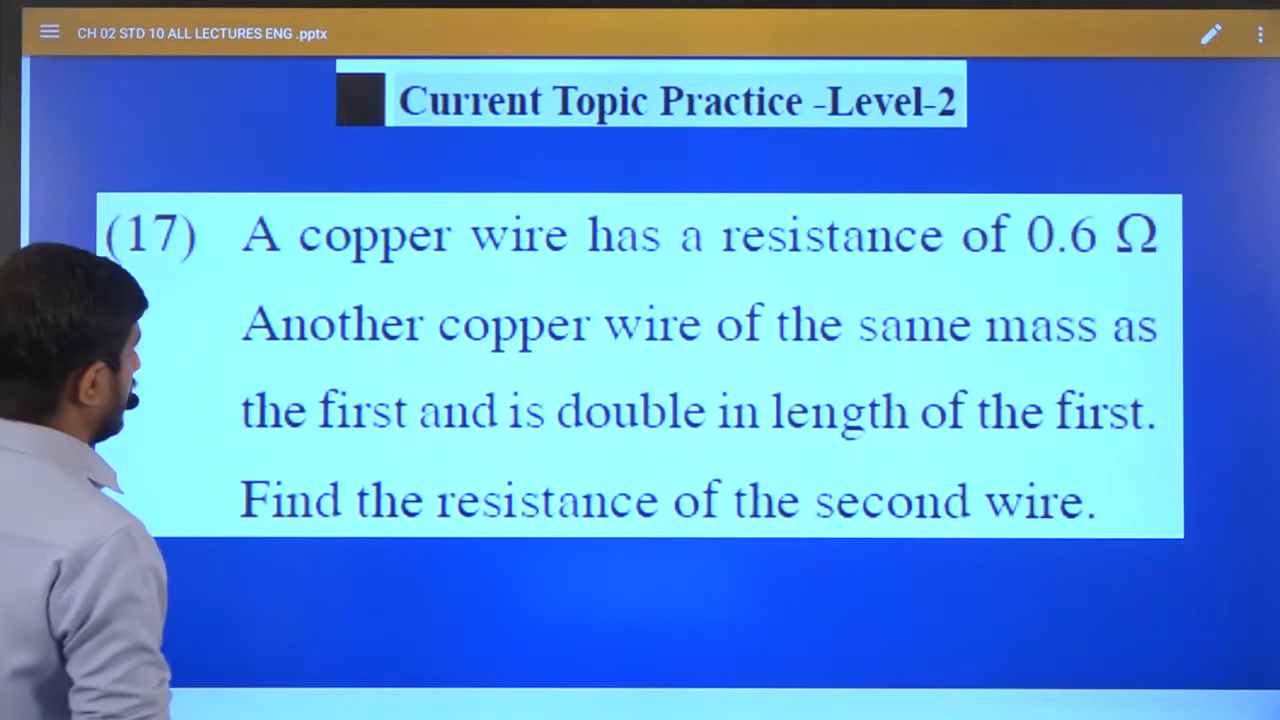 CH 02 STD 10 ALL LECTURES ENG .pptx
Current Topic Practice -Level-2
(17) A copper wire has a resistance of 0.6 Ω
Another copper wire of the same mass as
the first and is double in length of the first.
Find the resistance of the second wire.